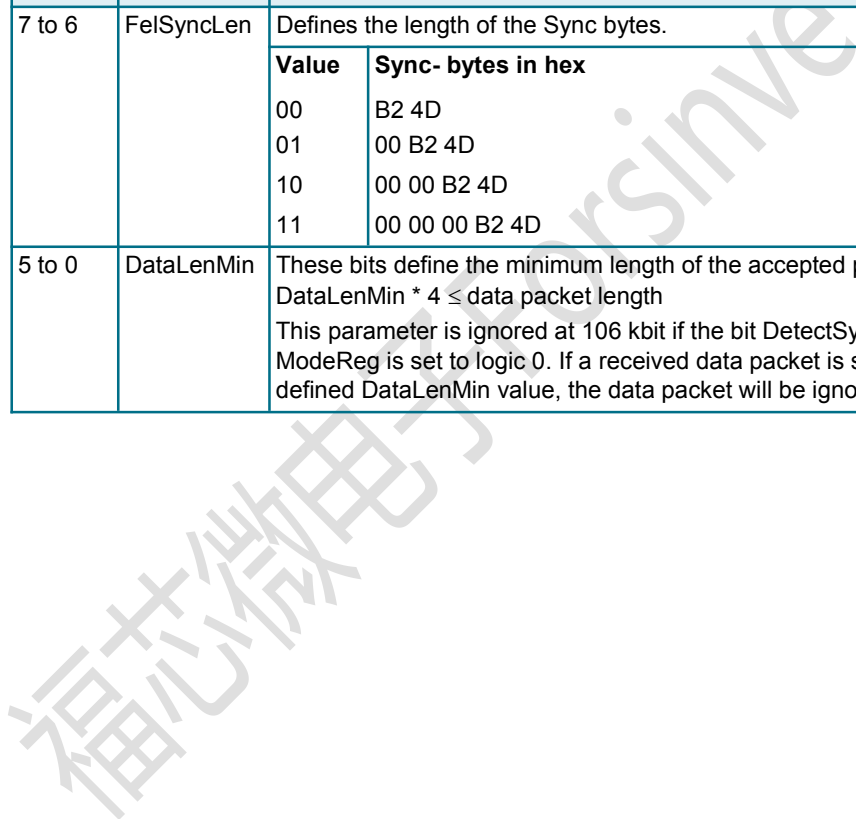 7 to 6 FelSyncLen Defines the length of the Sync bytes.
Value Sync- bytes in hex
00 B2 4D
01 00 B2 4D
10 00 00 B2 4D
11 00 00 00 B2 4D
5 to 0 DataLenMin These bits define the minimum length of the accepted
DataLenMin * 4 ≤ data packet length
This parameter is ignored at 106 kbit if the bit DetectSy
ModeReg is set to logic 0. If a received data packet is s
defined DataLenMin value, the data packet will be igno
福芯微电子Forsinve